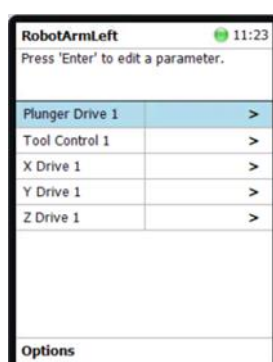 RobotArmLeft 11:23
Press 'Enter' to edit a parameter.
Plunger Drive 1 >
Tool Control 1 >
X Drive 1 >
Y Drive 1 >
Z Drive 1 >
Options